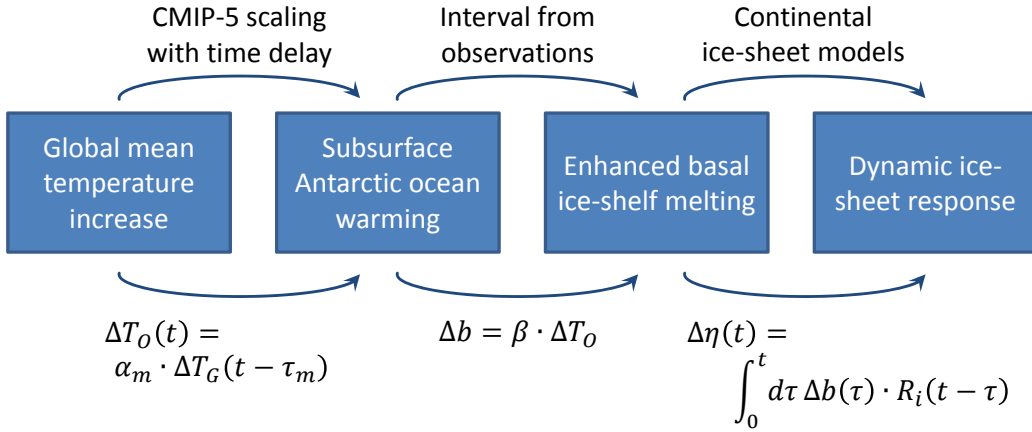 CMIP-5 scaling
with time delay
Interval from
observations
Continental
ice-sheet models
Global mean
temperature
increase
Subsurface
Antarctic ocean
warming
Enhanced basal
ice-shelf melting
Dynamic ice-
sheet response
ΔT_O(t) =
α_m · ΔT_G(t − τ_m)
Δb = β · ΔT_O
Δη(t) =
∫_0^t dτ Δb(τ) · R_i(t − τ)